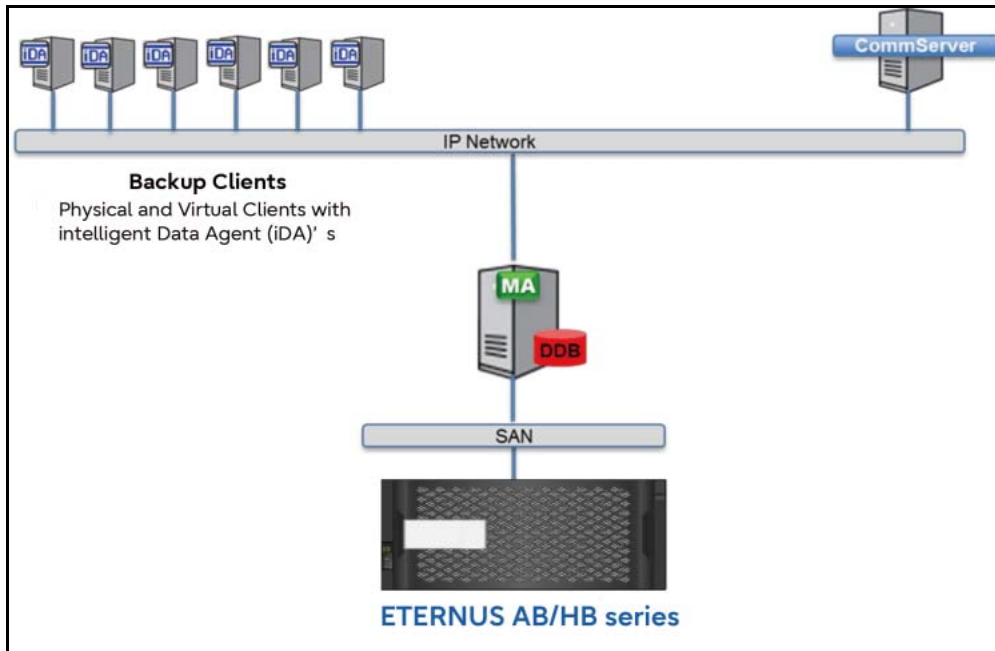 iDA iDA iDA iDA iDA iDA
CommServer
IP Network
Backup Clients
Physical and Virtual Clients with
intelligent Data Agent (iDA)' s
MA
DDB
SAN
ETERNUS AB/HB series